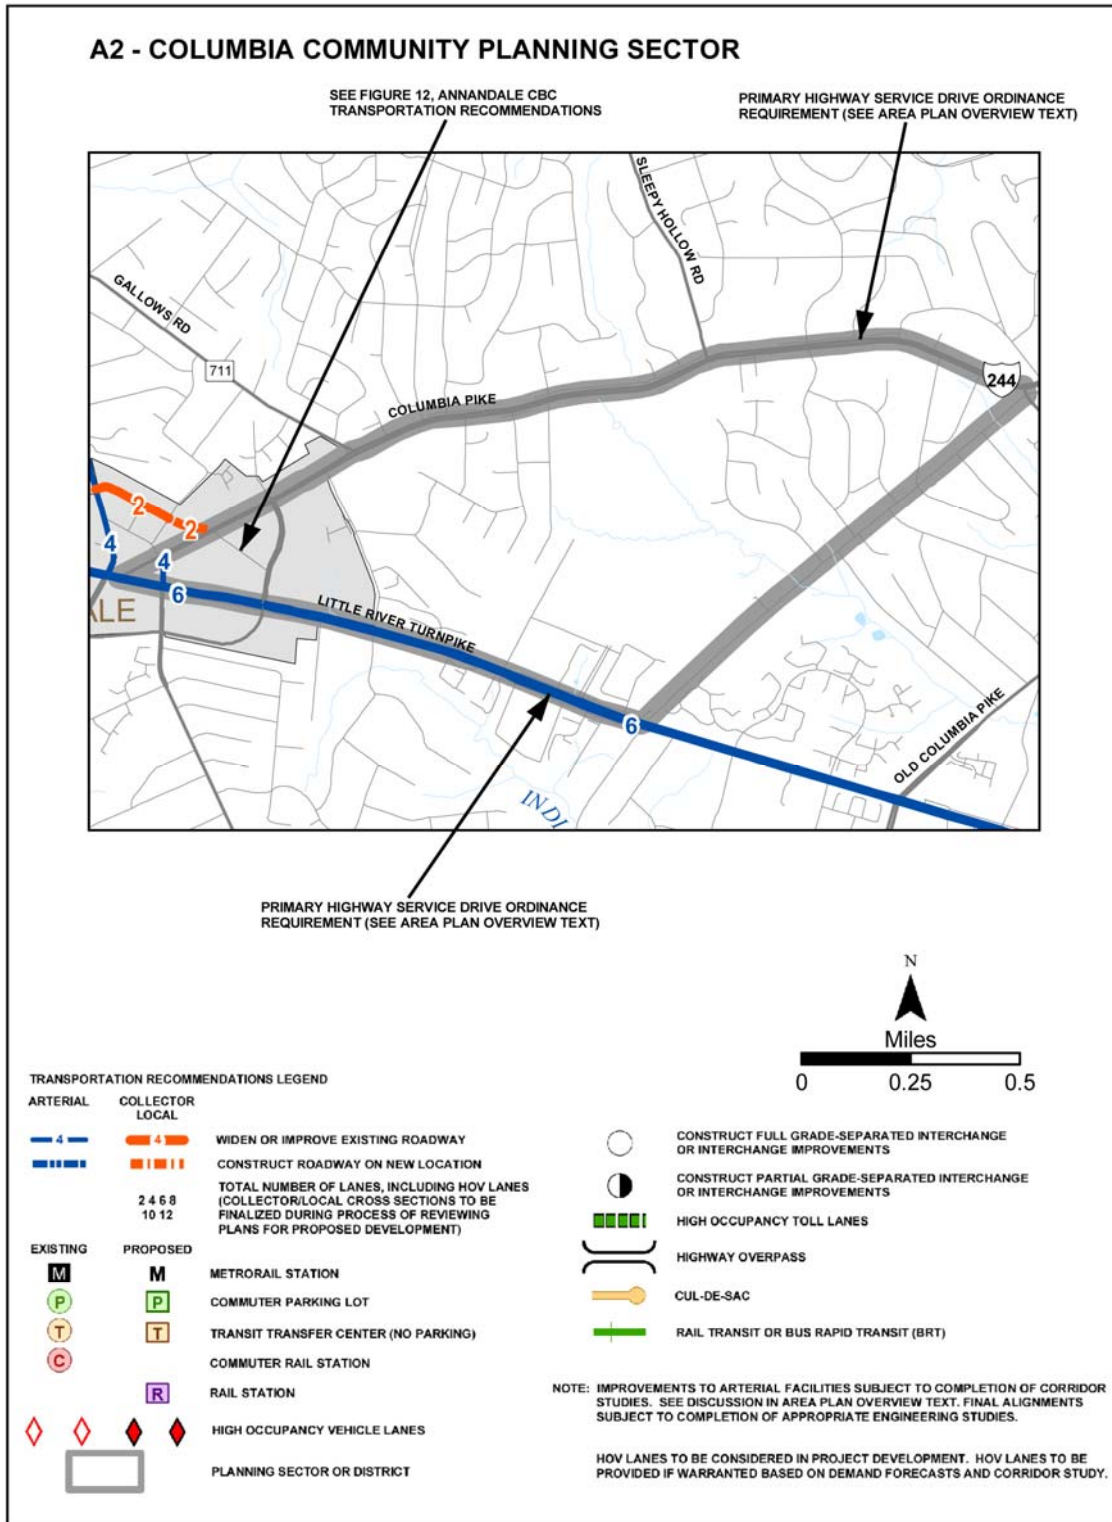 A2 - COLUMBIA COMMUNITY PLANNING SECTOR
SEE FIGURE 12, ANNANDALE CBC
TRANSPORTATION RECOMMENDATIONS
PRIMARY HIGHWAY SERVICE DRIVE ORDINANCE
REQUIREMENT (SEE AREA PLAN OVERVIEW TEXT)
SLEEPY HOLLOW RD
GALLOWS RD
711
244
COLUMBIA PIKE
2
2
4
4
6
ALE
LITTLE RIVER TURNPIKE
6
OLD COLUMBIA PIKE
INDI
PRIMARY HIGHWAY SERVICE DRIVE ORDINANCE
REQUIREMENT (SEE AREA PLAN OVERVIEW TEXT)
N
Miles
0 0.25 0.5
TRANSPORTATION RECOMMENDATIONS LEGEND
ARTERIAL
COLLECTOR
LOCAL
4 4 WIDEN OR IMPROVE EXISTING ROADWAY
CONSTRUCT ROADWAY ON NEW LOCATION
2 4 6 8
10 12
TOTAL NUMBER OF LANES, INCLUDING HOV LANES
(COLLECTOR/LOCAL CROSS SECTIONS TO BE
FINALIZED DURING PROCESS OF REVIEWING
PLANS FOR PROPOSED DEVELOPMENT)
EXISTING PROPOSED
M M METRORAIL STATION
P P COMMUTER PARKING LOT
T T TRANSIT TRANSFER CENTER (NO PARKING)
C COMMUTER RAIL STATION
R RAIL STATION
HIGH OCCUPANCY VEHICLE LANES
PLANNING SECTOR OR DISTRICT
CONSTRUCT FULL GRADE-SEPARATED INTERCHANGE
OR INTERCHANGE IMPROVEMENTS
CONSTRUCT PARTIAL GRADE-SEPARATED INTERCHANGE
OR INTERCHANGE IMPROVEMENTS
HIGH OCCUPANCY TOLL LANES
HIGHWAY OVERPASS
CUL-DE-SAC
RAIL TRANSIT OR BUS RAPID TRANSIT (BRT)
NOTE: IMPROVEMENTS TO ARTERIAL FACILITIES SUBJECT TO COMPLETION OF CORRIDOR
STUDIES. SEE DISCUSSION IN AREA PLAN OVERVIEW TEXT. FINAL ALIGNMENTS
SUBJECT TO COMPLETION OF APPROPRIATE ENGINEERING STUDIES.
HOV LANES TO BE CONSIDERED IN PROJECT DEVELOPMENT. HOV LANES TO BE
PROVIDED IF WARRANTED BASED ON DEMAND FORECASTS AND CORRIDOR STUDY.